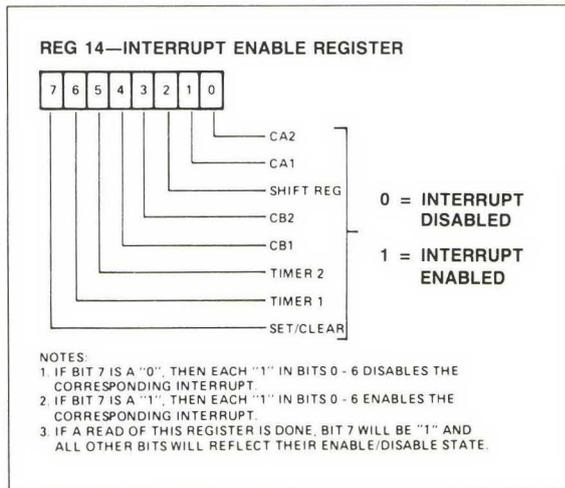 REG 14—INTERRUPT ENABLE REGISTER
7 6 5 4 3 2 1 0
CA2
CA1
SHIFT REG
CB2
CB1
TIMER 2
TIMER 1
SET/CLEAR
0 = INTERRUPT
DISABLED
1 = INTERRUPT
ENABLED
NOTES:
1. IF BIT 7 IS A "0", THEN EACH "1" IN BITS 0 - 6 DISABLES THE
CORRESPONDING INTERRUPT.
2. IF BIT 7 IS A "1", THEN EACH "1" IN BITS 0 - 6 ENABLES THE
CORRESPONDING INTERRUPT.
3. IF A READ OF THIS REGISTER IS DONE, BIT 7 WILL BE "1" AND
ALL OTHER BITS WILL REFLECT THEIR ENABLE/DISABLE STATE.